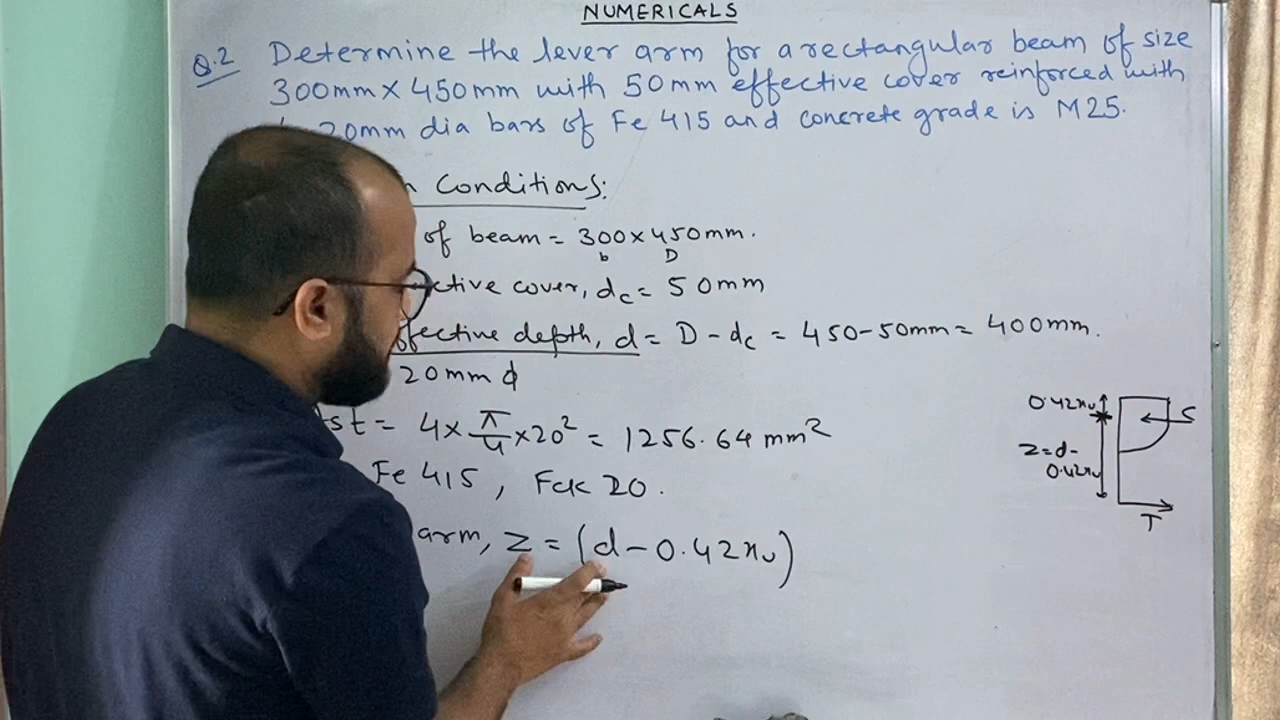 NUMERICALS
Q.2 Determine the lever arm for a rectangular beam of size
300mm X 450mm with 50mm effective cover reinforced with
20mm dia bars of Fe 415 and concrete grade is M25.
Conditions:
of beam = 300 x 450mm.
b D
cover, dc = 50mm
depth, d = D - dc = 450-50mm = 400mm.
20mm ϕ
st = 4 x π/4 x 20² = 1256.64 mm²
Fe 415, Fck 20.
arm, z = (d - 0.42xu)
0.42xu
C
z = d-
0.42xu
T